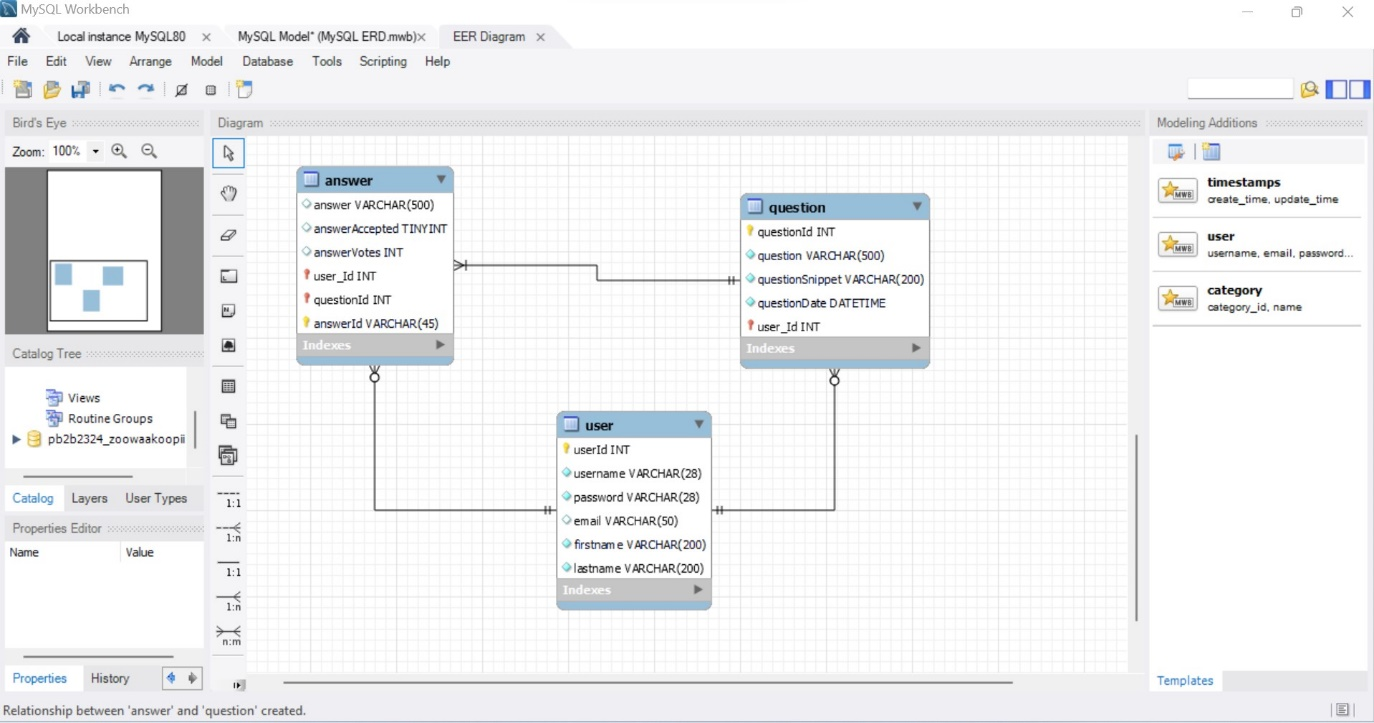 MySQL Workbench
Local instance MySQL80
MySQL Model* (MySQL ERD.mwb)
EER Diagram
File Edit View Arrange Model Database Tools Scripting Help
Bird's Eye
Zoom: 100%
Catalog Tree
Views
Routine Groups
pb2b2324_zoowaakoopii
Catalog Layers User Types
Properties Editor
Name Value
Properties History
Diagram
1:1
1:n
1:1
1:n
n:m
answer
answer VARCHAR(500)
answerAccepted TINYINT
answerVotes INT
user_Id INT
questionId INT
answerId VARCHAR(45)
Indexes
question
questionId INT
question VARCHAR(500)
questionSnippet VARCHAR(200)
questionDate DATETIME
user_Id INT
Indexes
user
userId INT
username VARCHAR(28)
password VARCHAR(28)
email VARCHAR(50)
firstname VARCHAR(200)
lastname VARCHAR(200)
Indexes
Modeling Additions
MWB
timestamps
create_time, update_time
MWB
user
username, email, password...
MWB
category
category_id, name
Templates
Relationship between 'answer' and 'question' created.